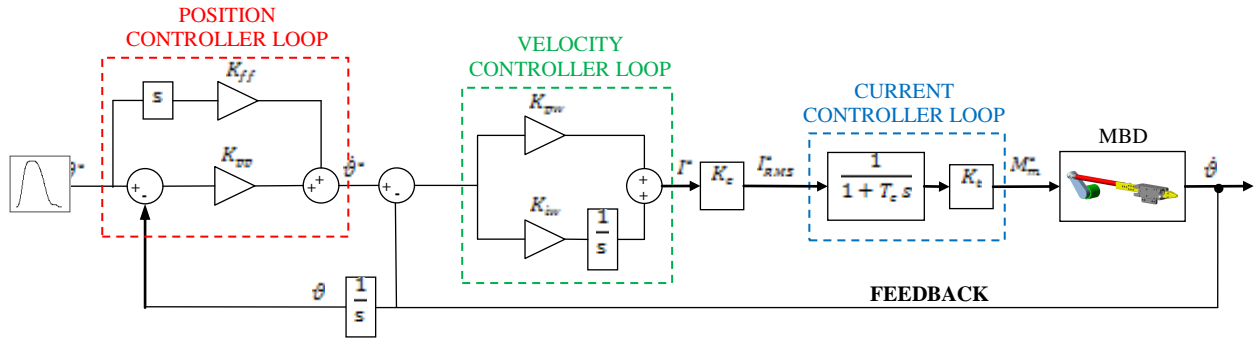 POSITION
CONTROLLER LOOP
VELOCITY
CONTROLLER LOOP
CURRENT
CONTROLLER LOOP
MBD
K_ff
s
K_pw
K_c
I*
I*_RMS
1
1 + T_c s
K_t
M*_m
ϑ̇
ϑ*
ϑ̇*
K_iw
1
s
ϑ
1
s
FEEDBACK